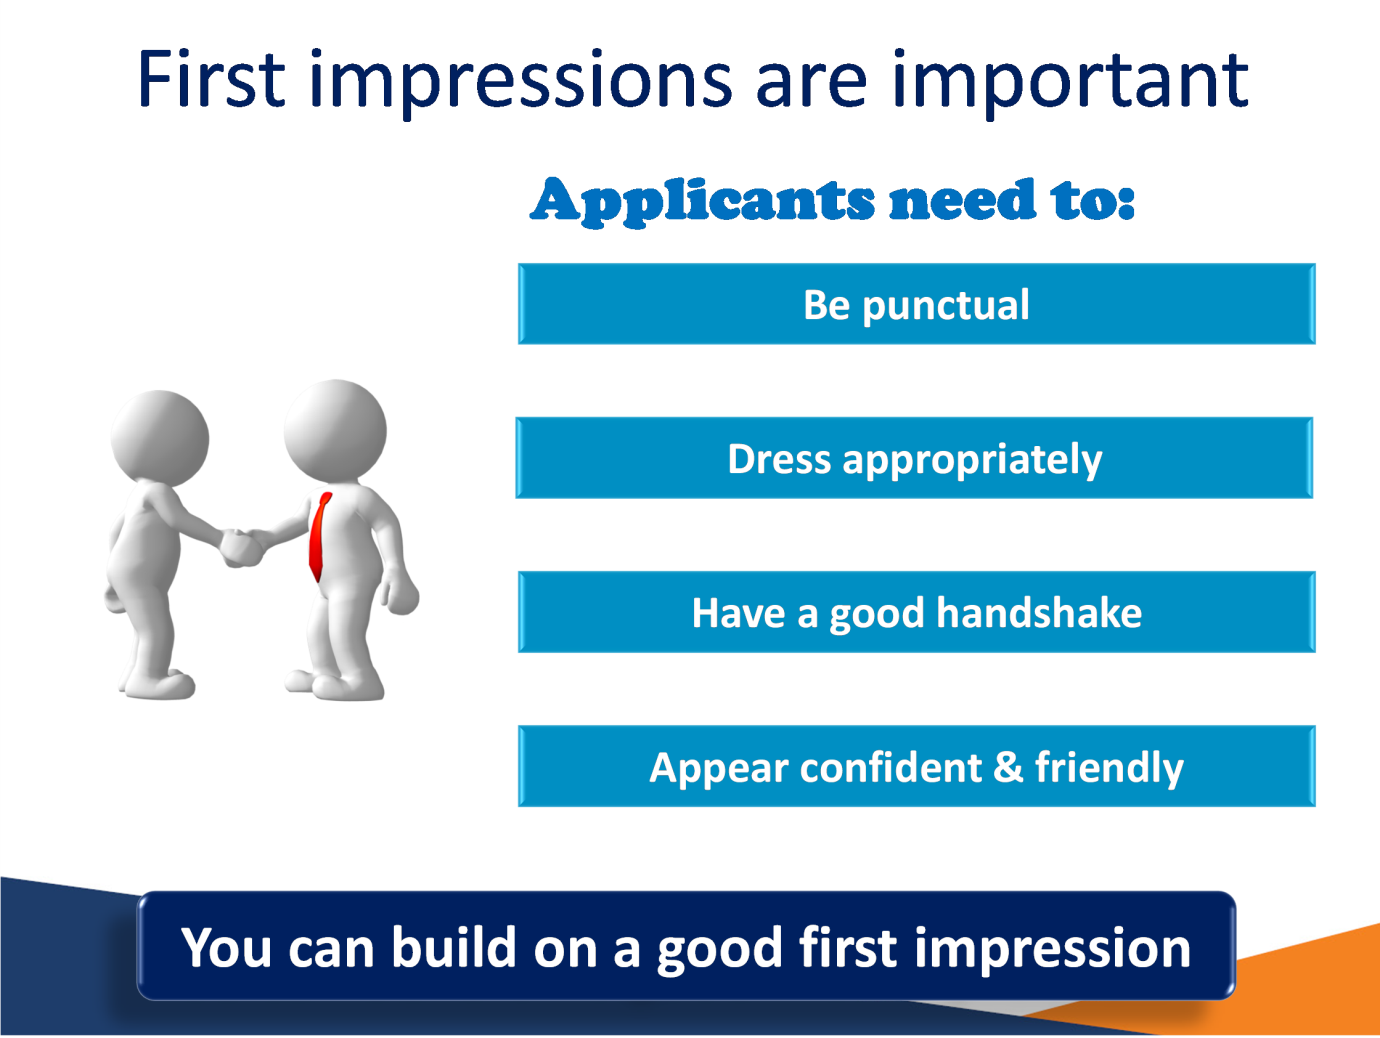 First impressions are important
Applicants need to:
Be punctual
Dress appropriately
Have a good handshake
Appear confident & friendly
You can build on a good first impression